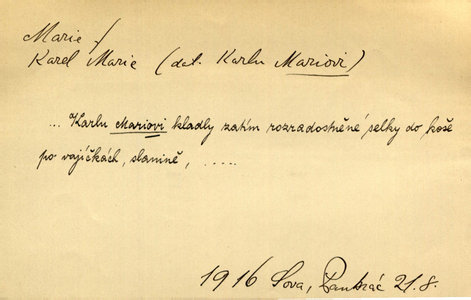 Marie /
Karel Marie (dat. Karlu Mariovi)
... Karlu Mariovi kladly zatím rozradostněné selky do koše
po vajíčkách, slanině, .....
1916 Sova, Pankrác 21.8.